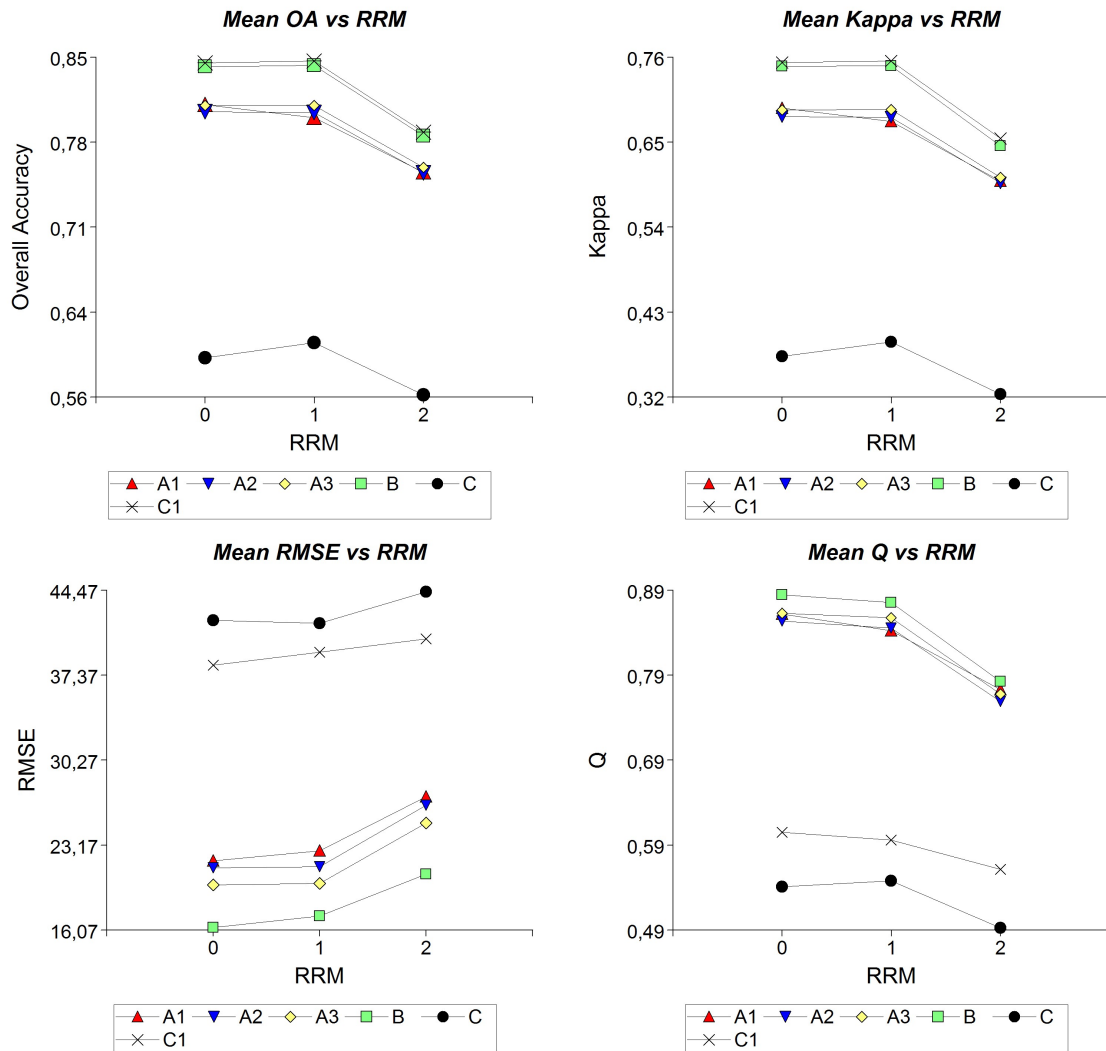 Mean OA vs RRM
0,85
0,78
0,71
0,64
0,56
Overall Accuracy
0 1 2
RRM
A1 A2 A3 B C
C1
Mean Kappa vs RRM
0,76
0,65
0,54
0,43
0,32
Kappa
0 1 2
RRM
A1 A2 A3 B C
C1
Mean RMSE vs RRM
44,47
37,37
30,27
23,17
16,07
RMSE
0 1 2
RRM
A1 A2 A3 B C
C1
Mean Q vs RRM
0,89
0,79
0,69
0,59
0,49
Q
0 1 2
RRM
A1 A2 A3 B C
C1